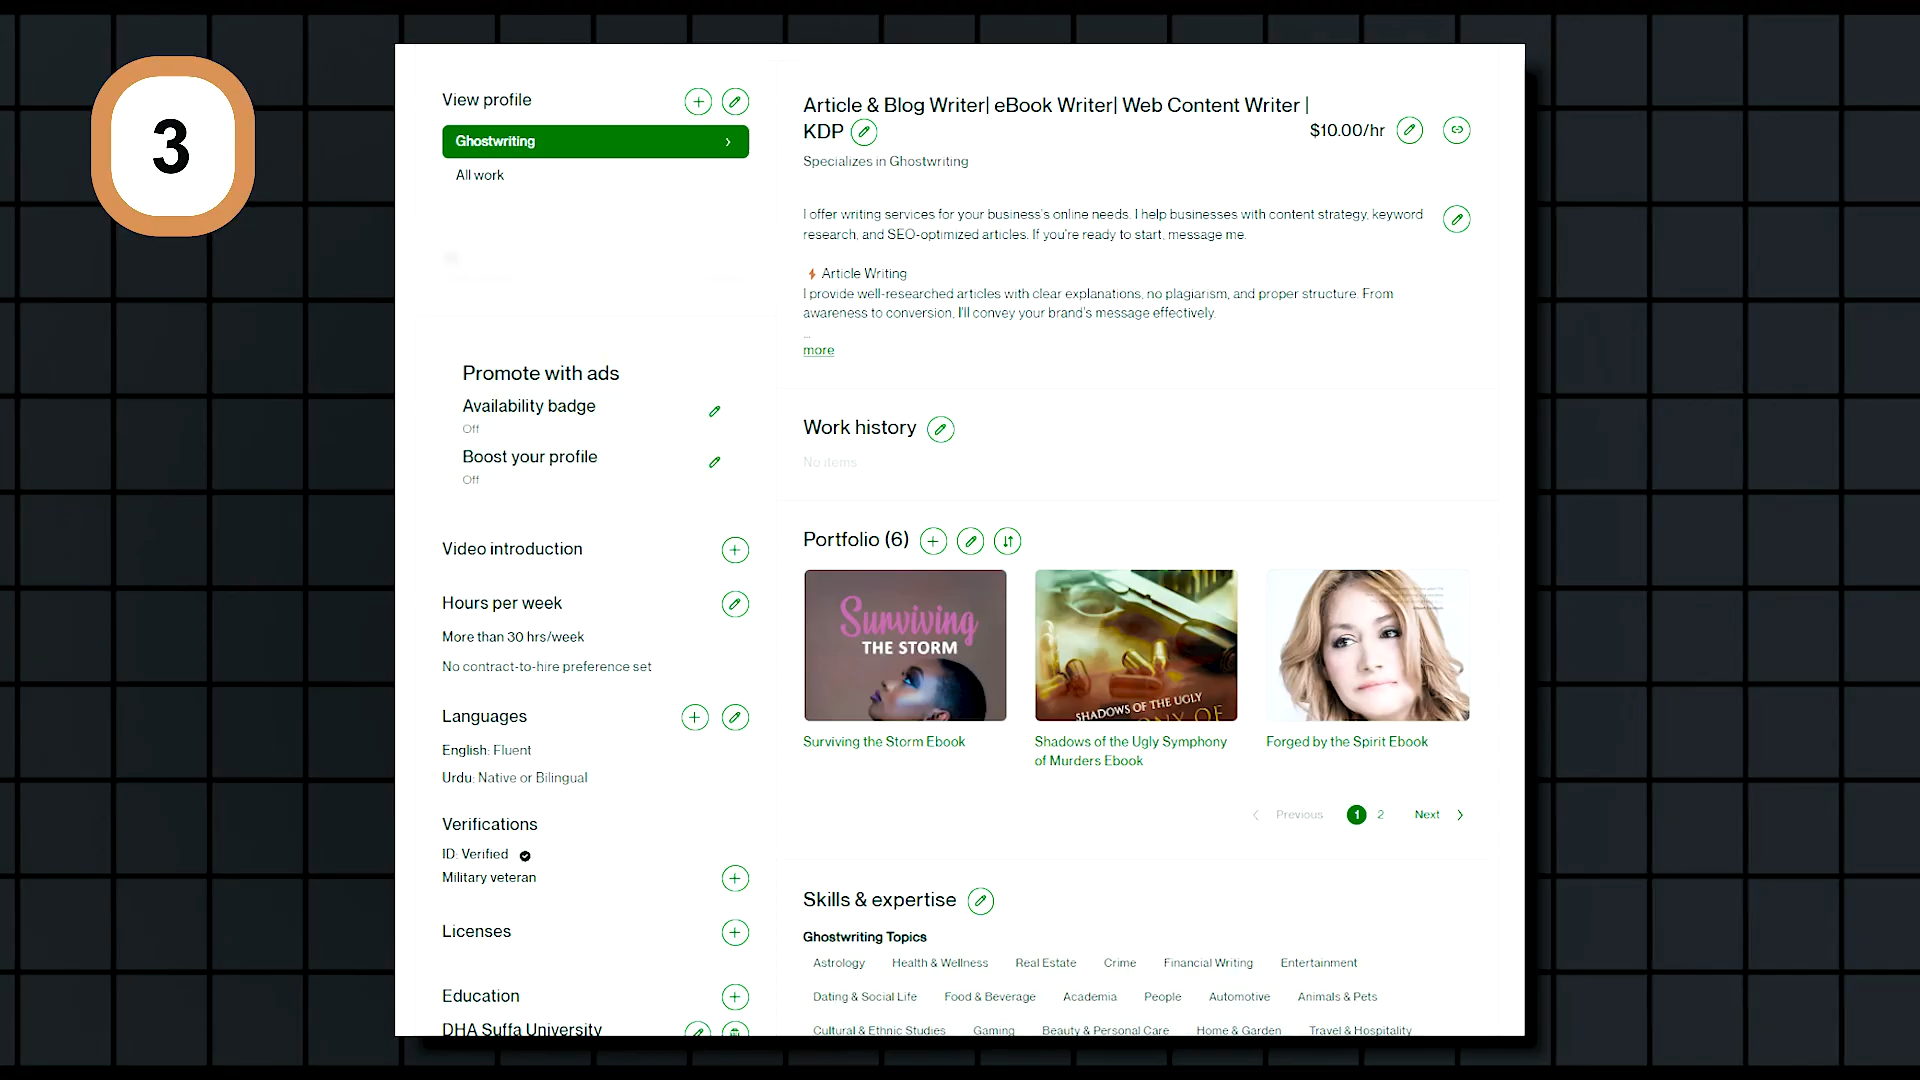 3
View profile
Ghostwriting
All work
Promote with ads
Availability badge
Off
Boost your profile
Off
Video introduction
Hours per week
More than 30 hrs/week
No contract-to-hire preference set
Languages
English: Fluent
Urdu: Native or Bilingual
Verifications
ID: Verified
Military veteran
Licenses
Education
DHA Suffa University
Article & Blog Writer| eBook Writer| Web Content Writer |
KDP
$10.00/hr
Specializes in Ghostwriting
I offer writing services for your business's online needs. I help businesses with content strategy, keyword
research, and SEO-optimized articles. If you're ready to start, message me.
Article Writing
I provide well-researched articles with clear explanations, no plagiarism, and proper structure. From
awareness to conversion, I'll convey your brand's message effectively.
...
more
Work history
No items
Portfolio (6)
Surviving
THE STORM
SHADOWS OF THE UGLY
Surviving the Storm Ebook
Shadows of the Ugly Symphony
of Murders Ebook
Forged by the Spirit Ebook
Previous 1 2 Next
Skills & expertise
Ghostwriting Topics
Astrology Health & Wellness Real Estate Crime Financial Writing Entertainment
Dating & Social Life Food & Beverage Academia People Automotive Animals & Pets
Cultural & Ethnic Studies Gaming Beauty & Personal Care Home & Garden Travel & Hospitality